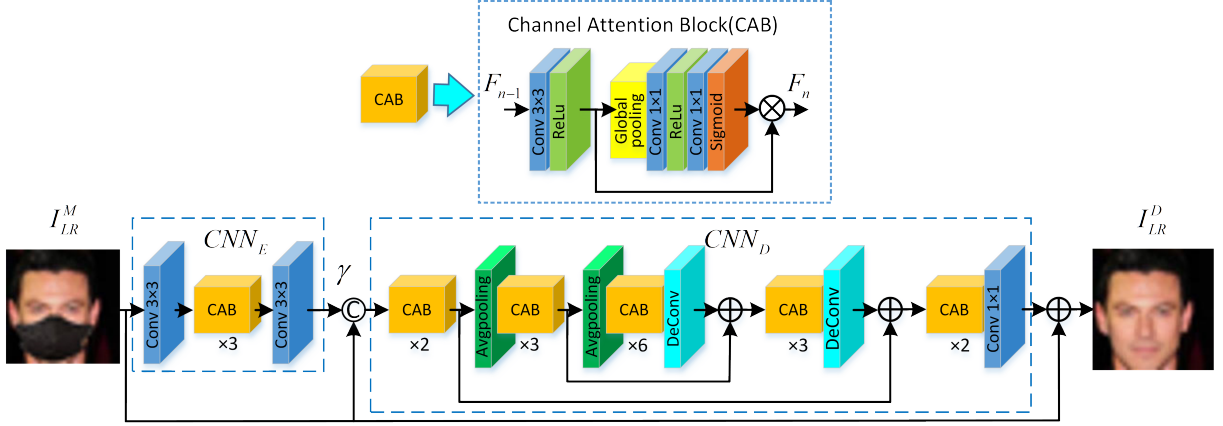 Channel Attention Block(CAB)
CAB
F_{n-1}
Conv 3×3
ReLu
Global pooling
Conv 1×1
ReLu
Conv 1×1
Sigmoid
F_n
I_{LR}^{M}
CNN_E
Conv 3×3
CAB
×3
Conv 3×3
γ
C
CNN_D
CAB
×2
Avgpooling
CAB
×3
Avgpooling
CAB
×6
DeConv
CAB
×3
DeConv
CAB
×2
Conv 1×1
I_{LR}^{D}